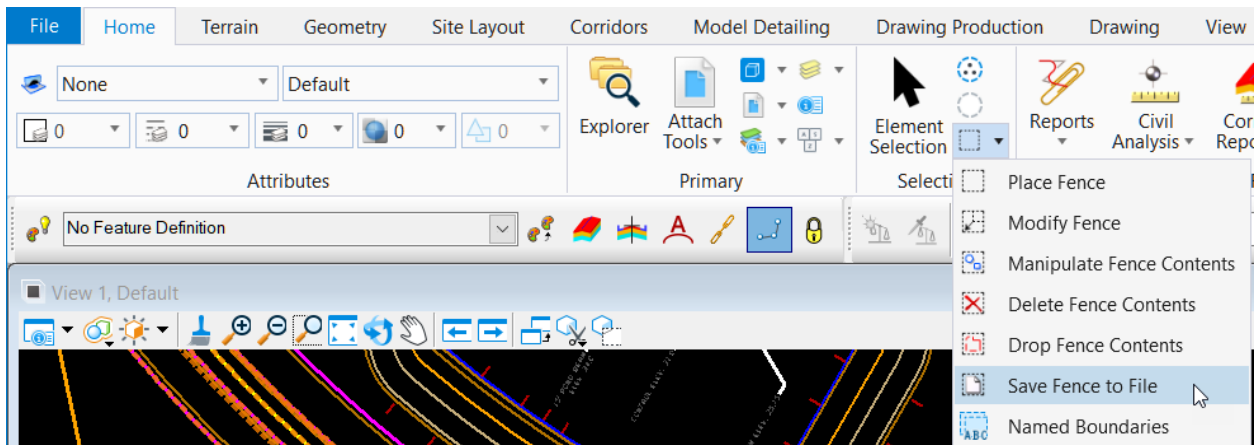 File Home Terrain Geometry Site Layout Corridors Model Detailing Drawing Production Drawing View
None Default
0 0 0 0 0
Explorer
Attach
Tools
Element
Selection
Reports
Civil
Analysis
Attributes
Primary
No Feature Definition
Place Fence
Modify Fence
Manipulate Fence Contents
Delete Fence Contents
Drop Fence Contents
Save Fence to File
ABC Named Boundaries
View 1, Default